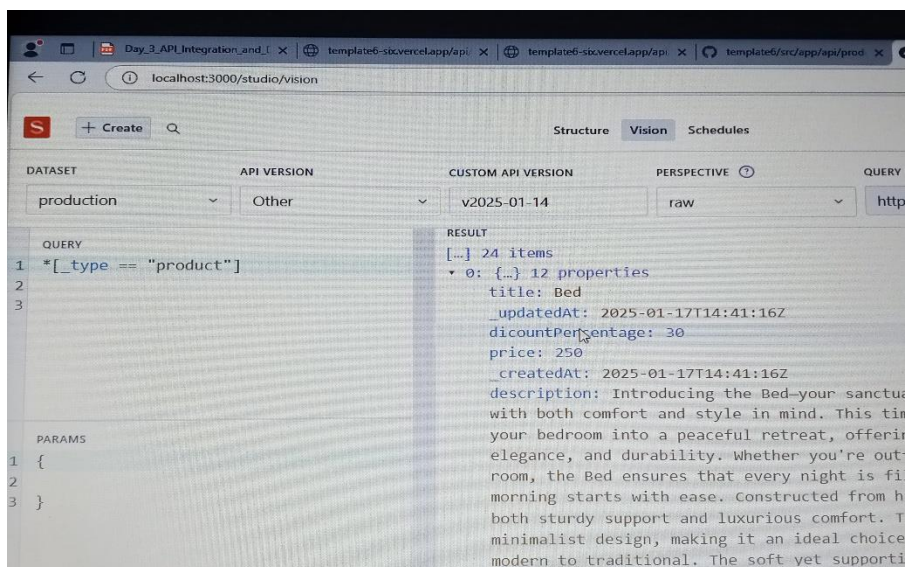 Day_3_API_Integration_and_
template6-six.vercel.app/api
template6-six.vercel.app/api
template6/src/app/api/prod
localhost:3000/studio/vision
S
+ Create
Structure
Vision
Schedules
DATASET
API VERSION
CUSTOM API VERSION
PERSPECTIVE
QUERY
production
Other
v2025-01-14
raw
http
QUERY
1 *[_type == "product"]
2
3
PARAMS
1 {
2
3 }
RESULT
[…] 24 items
0: {…} 12 properties
title: Bed
_updatedAt: 2025-01-17T14:41:16Z
dicountPercentage: 30
price: 250
_createdAt: 2025-01-17T14:41:16Z
description: Introducing the Bed—your sanctua
with both comfort and style in mind. This tim
your bedroom into a peaceful retreat, offerin
elegance, and durability. Whether you're out
room, the Bed ensures that every night is fi
morning starts with ease. Constructed from h
both sturdy support and luxurious comfort. T
minimalist design, making it an ideal choice
modern to traditional. The soft yet supporti